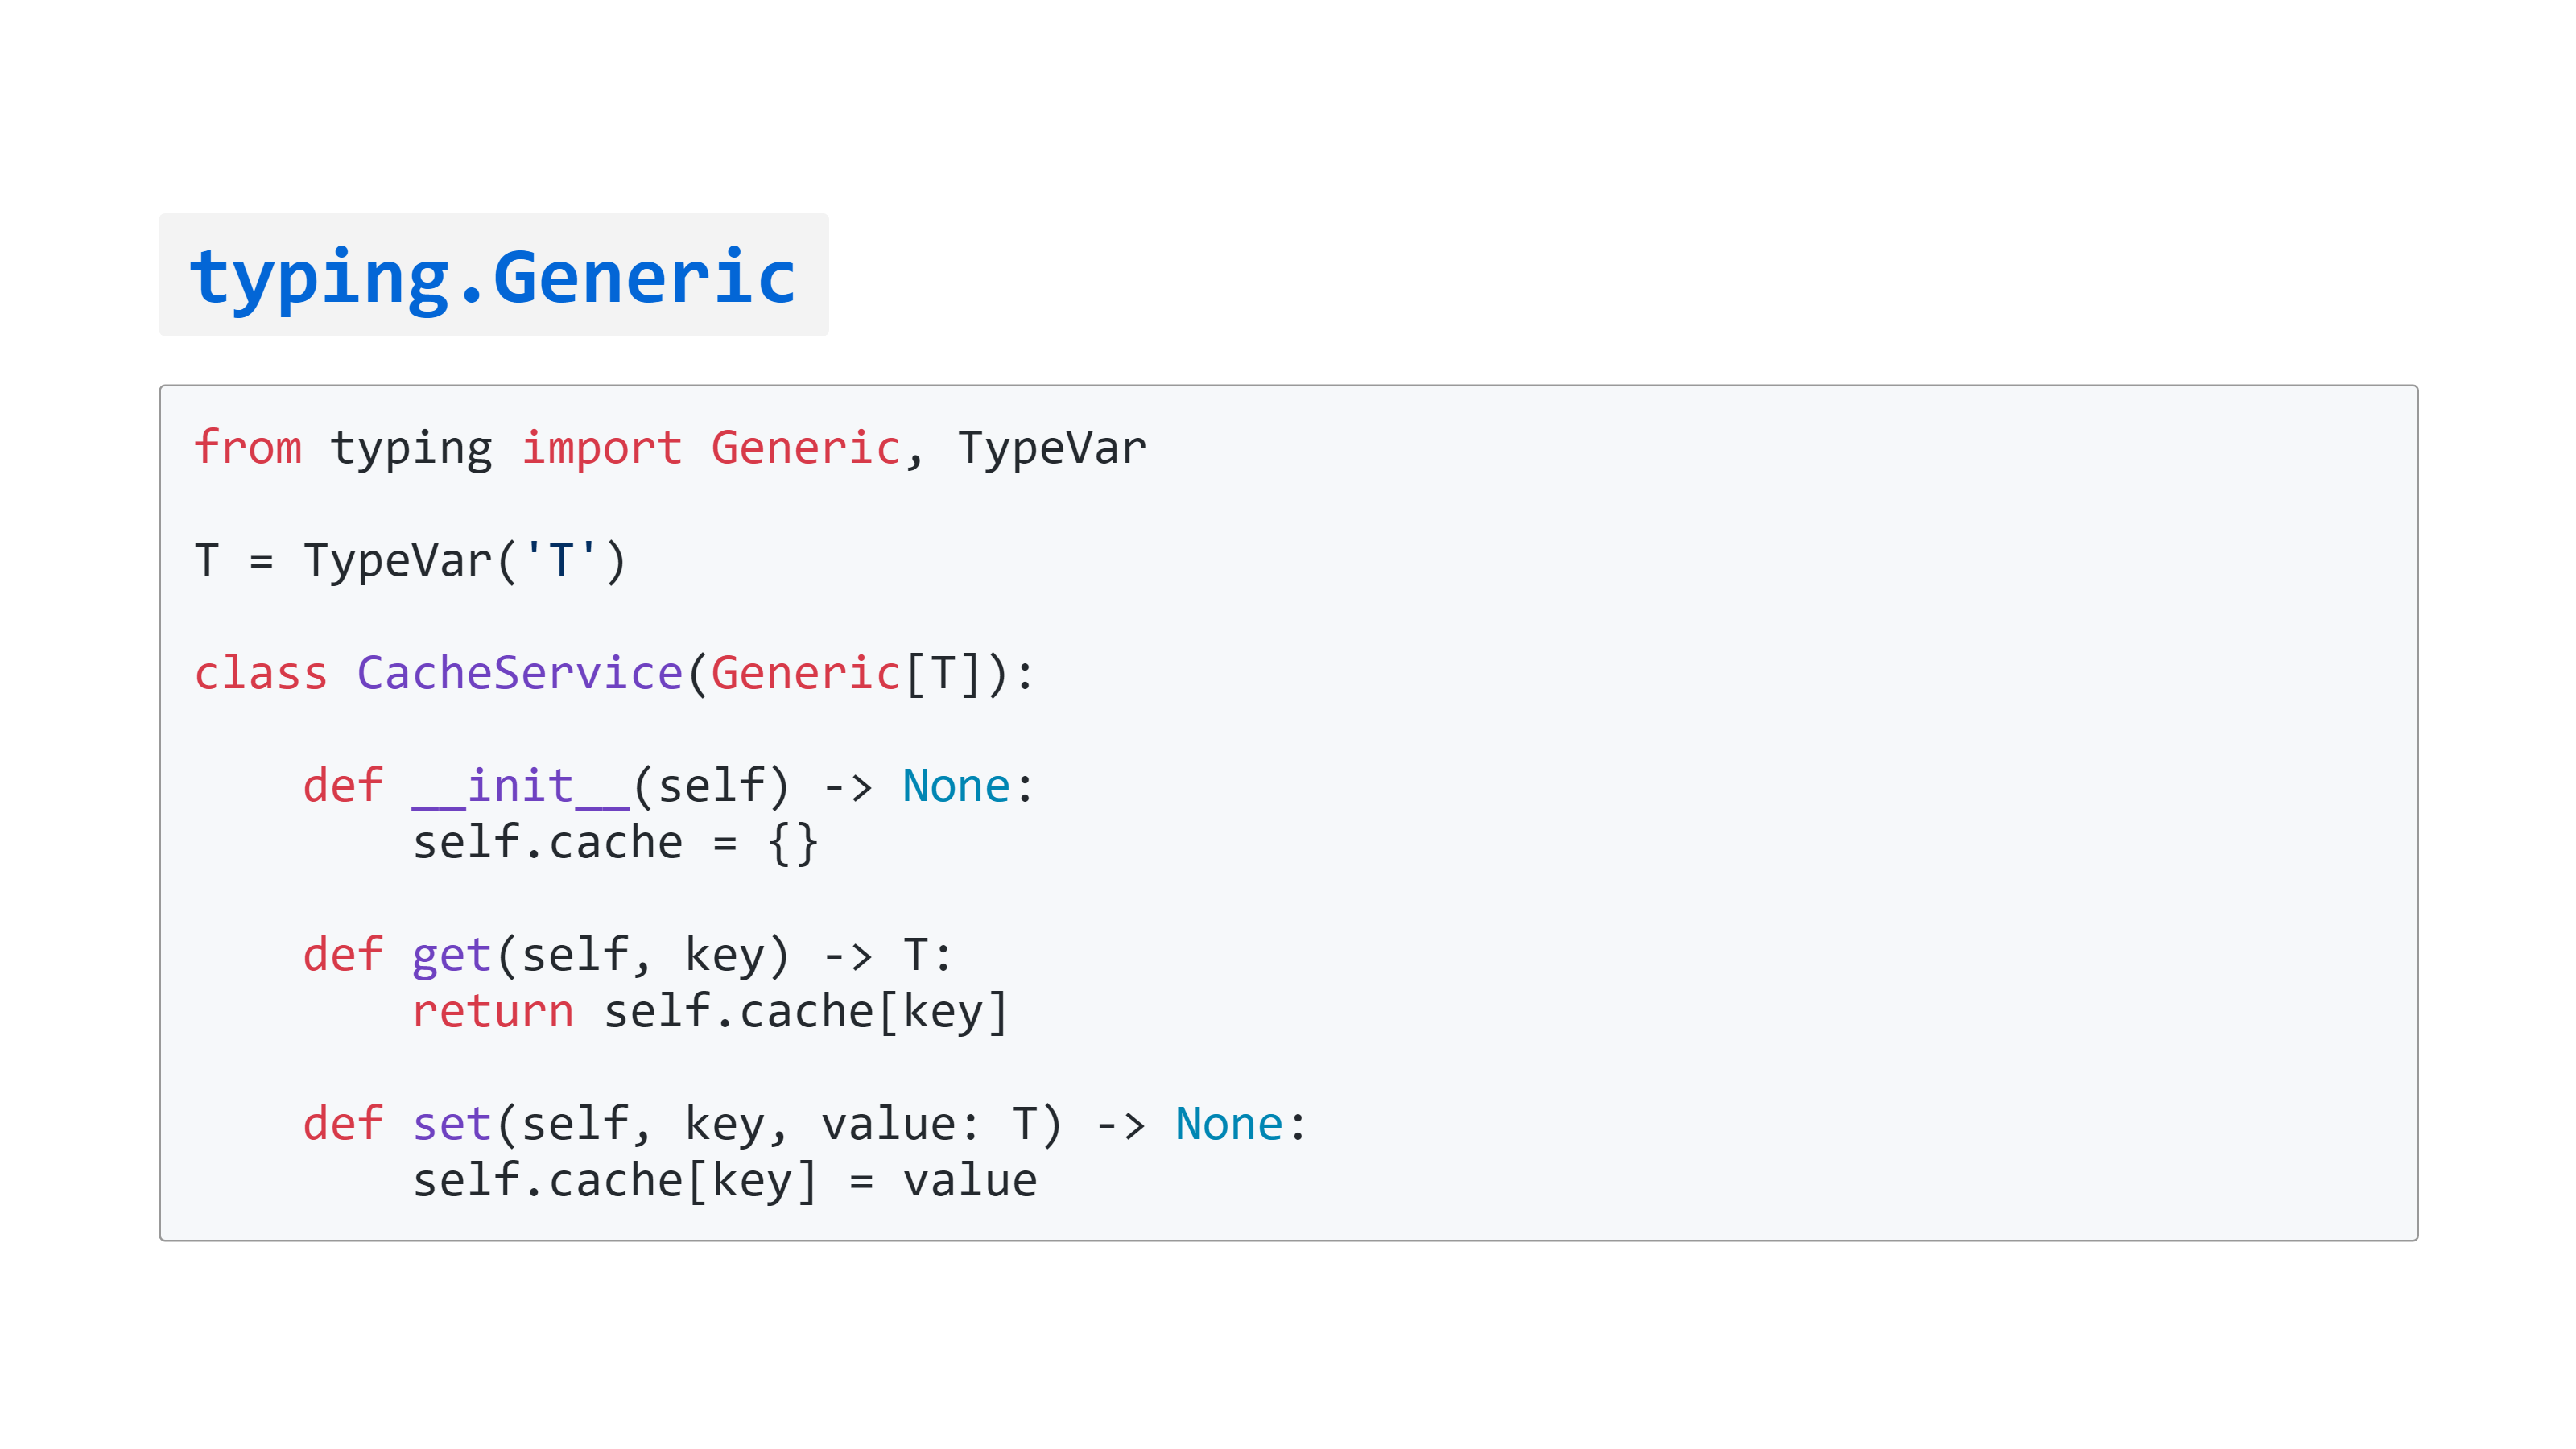 typing.Generic
from typing import Generic, TypeVar
T = TypeVar('T')
class CacheService(Generic[T]):
    def __init__(self) -> None:
        self.cache = {}
    def get(self, key) -> T:
        return self.cache[key]
    def set(self, key, value: T) -> None:
        self.cache[key] = value